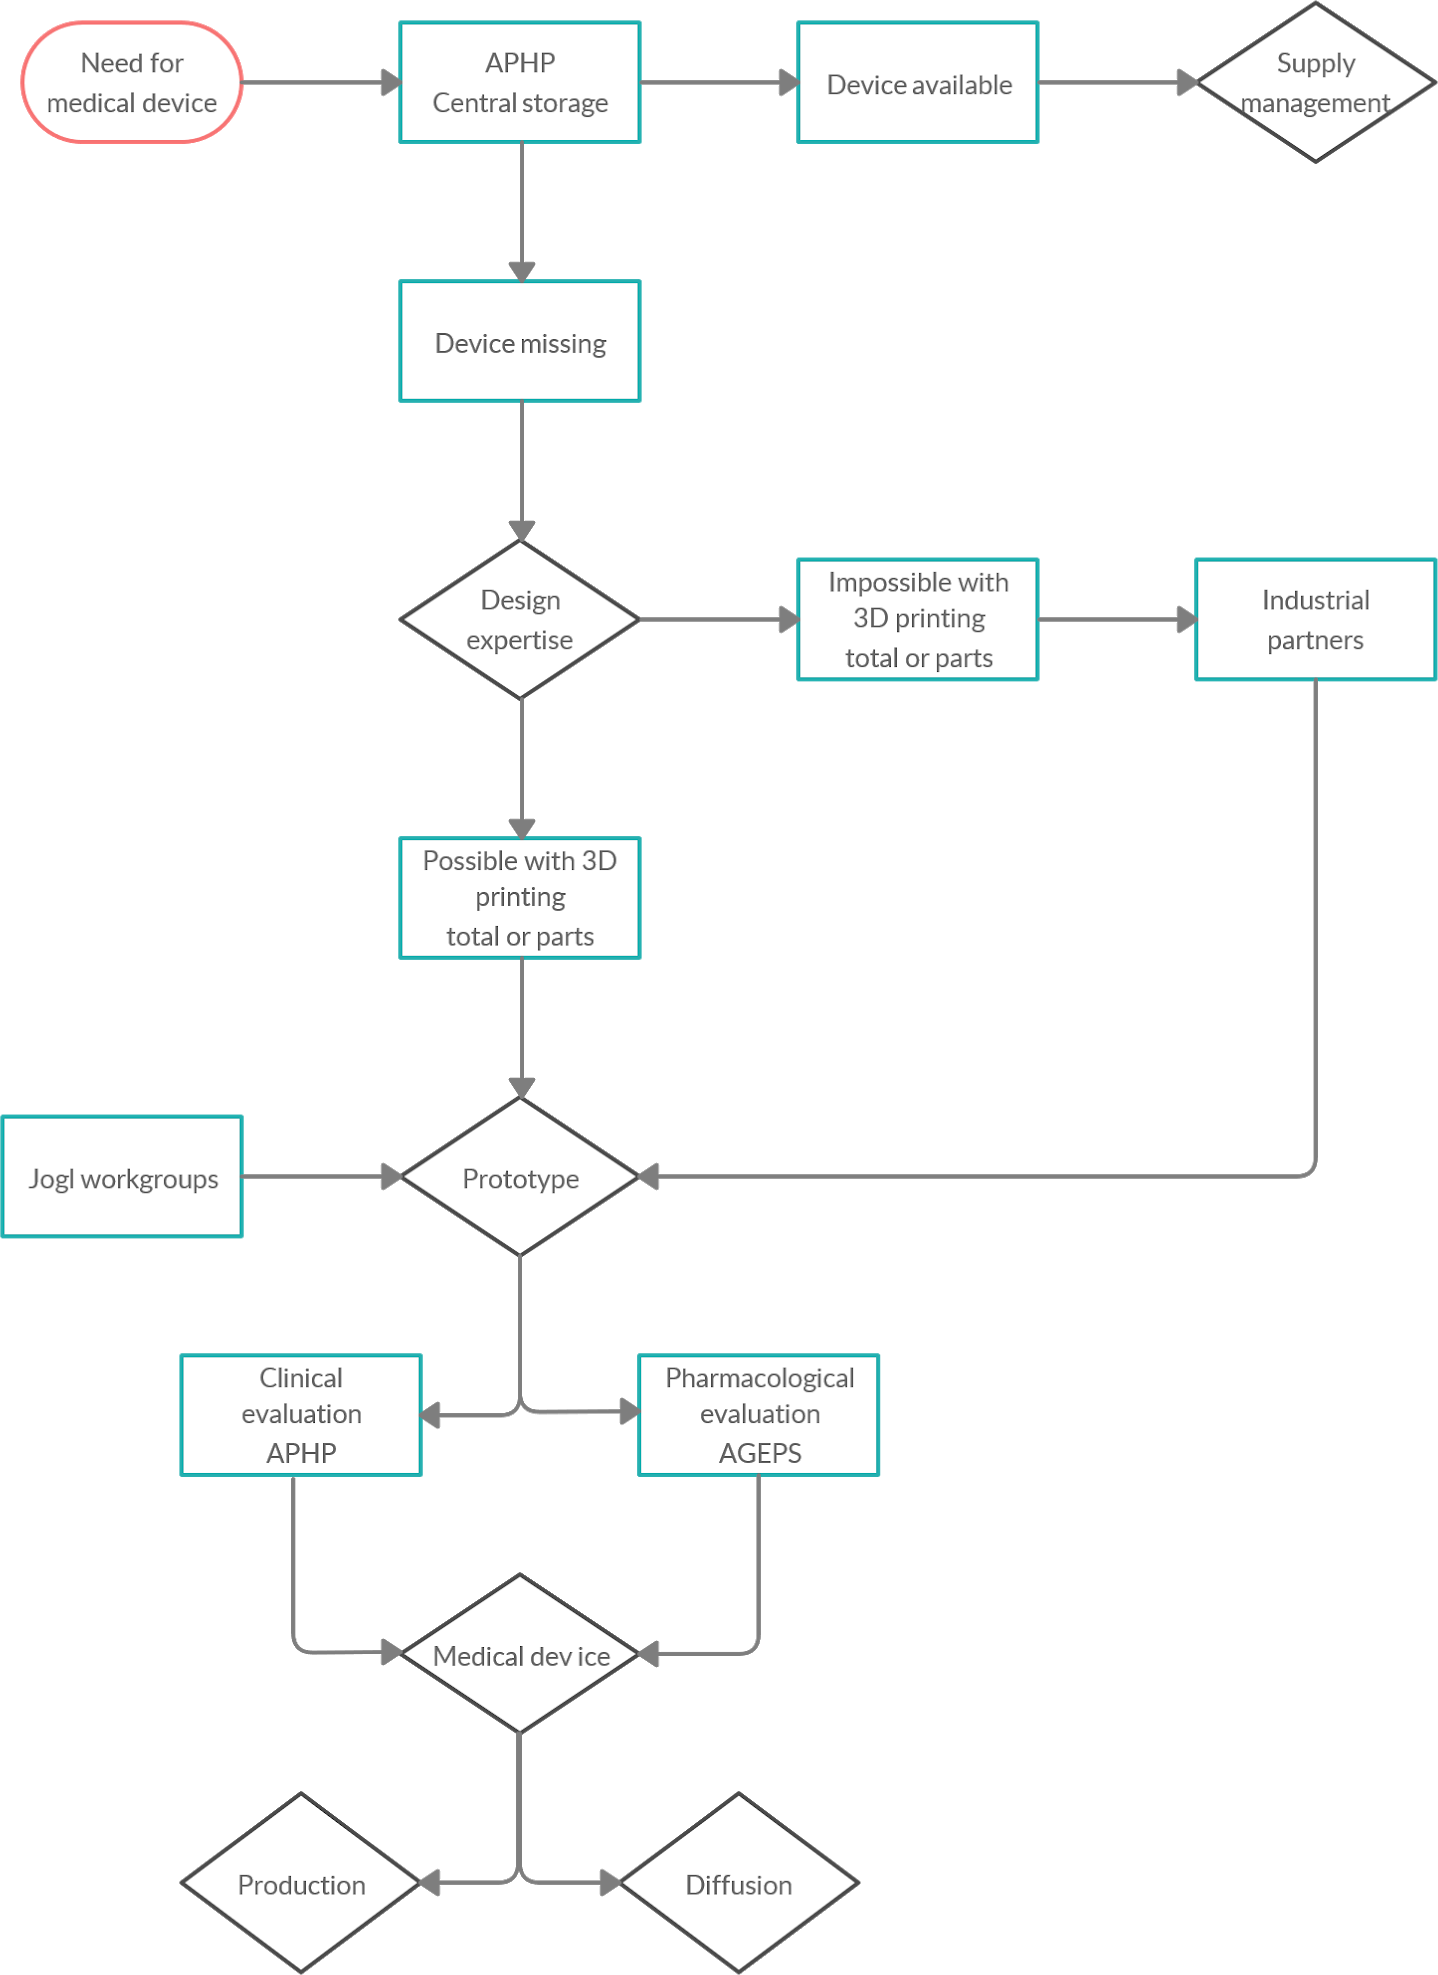 Need for
medical device
APHP
Central storage
Device available
Supply
management
Device missing
Design
expertise
Impossible with
3D printing
total or parts
Industrial
partners
Possible with 3D
printing
total or parts
Jogl workgroups
Prototype
Clinical
evaluation
APHP
Pharmacological
evaluation
AGEPS
Medical dev ice
Production
Diffusion